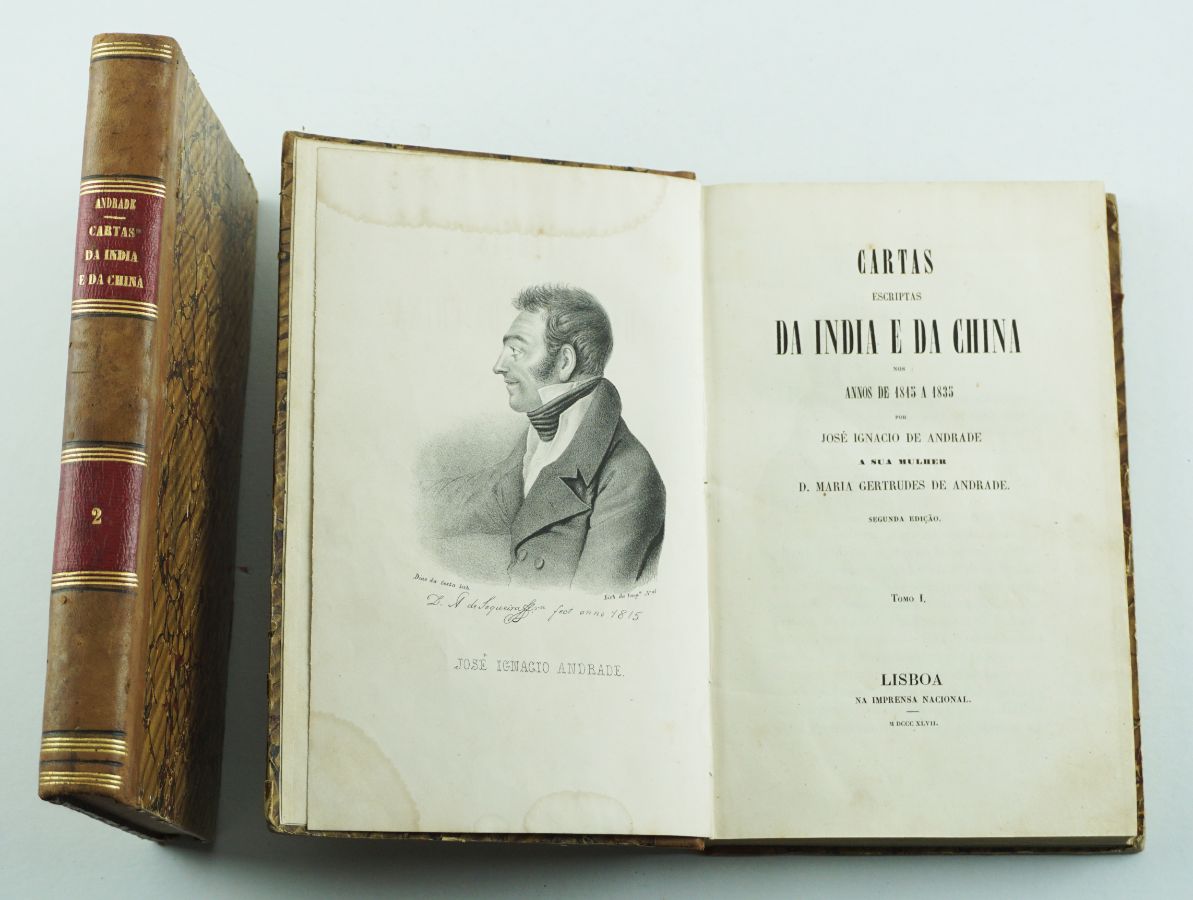 ANDRADE
CARTAS
DA INDIA
E DA CHINA
2
Dias da Costa lith.
D. A de Sequeira fect anno 1815
JOSÉ IGNACIO ANDRADE.
CARTAS
ESCRIPTAS
DA INDIA E DA CHINA
NOS
ANNOS DE 1815 A 1835
POR
JOSÉ IGNACIO DE ANDRADE
A SUA MULHER
D. MARIA GERTRUDES DE ANDRADE.
SEGUNDA EDIÇÃO.
TOMO I.
LISBOA
NA IMPRENSA NACIONAL.
M DCCC XLVII.